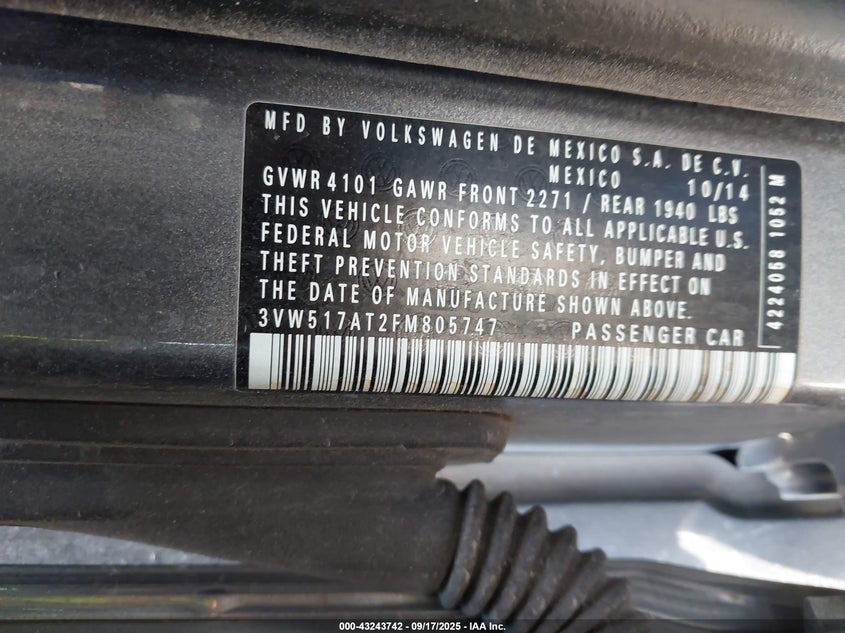 MFD BY VOLKSWAGEN DE MEXICO S.A. DE C.V.
MEXICO 10/14
GVWR 4101 GAWR FRONT 2271 / REAR 1940 LBS
THIS VEHICLE CONFORMS TO ALL APPLICABLE U.S.
FEDERAL MOTOR VEHICLE SAFETY, BUMPER AND
THEFT PREVENTION STANDARDS IN EFFECT ON
THE DATE OF MANUFACTURE SHOWN ABOVE.
3VW517AT2FM805747 PASSENGER CAR
4224068 1062 M
000-43243742 - 09/17/2025 - IAA Inc.